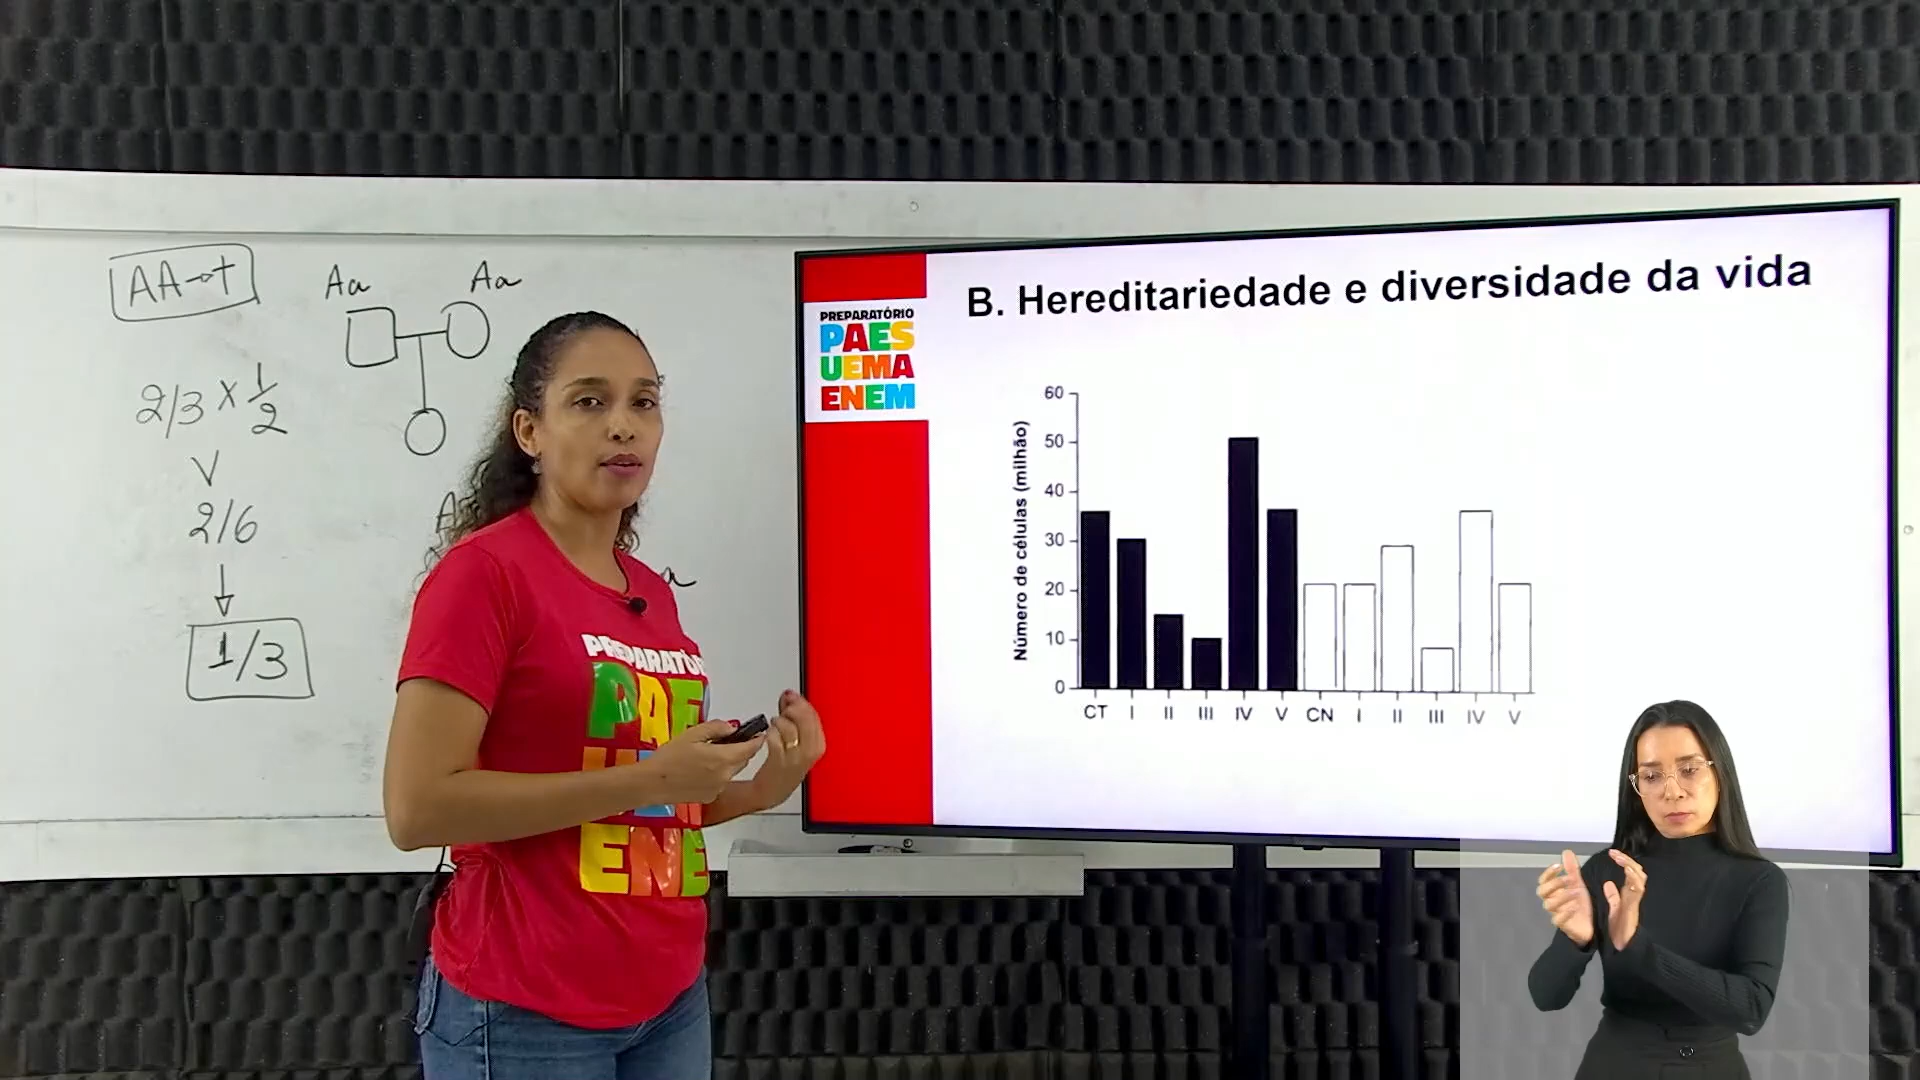 AA→†
Aa
Aa
2/3 x 1/2
2/6
1/3
PREPARATÓRIO
PAES
UEMA
ENEM
B. Hereditariedade e diversidade da vida
Número de células (milhão)
60
50
40
30
20
10
0
CT I II III IV V CN I II III IV V